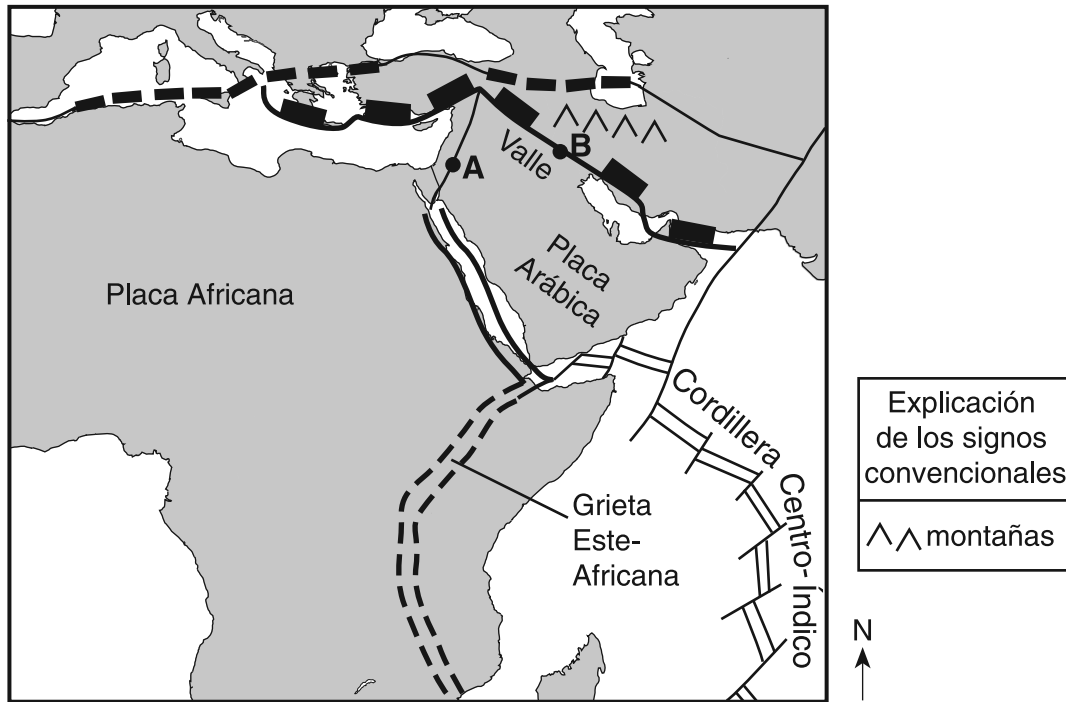 A
B
Valle
Placa
Arábica
Placa Africana
Cordillera Centro-Índico
Grieta
Este-
Africana
Explicación
de los signos
convencionales
montañas
N